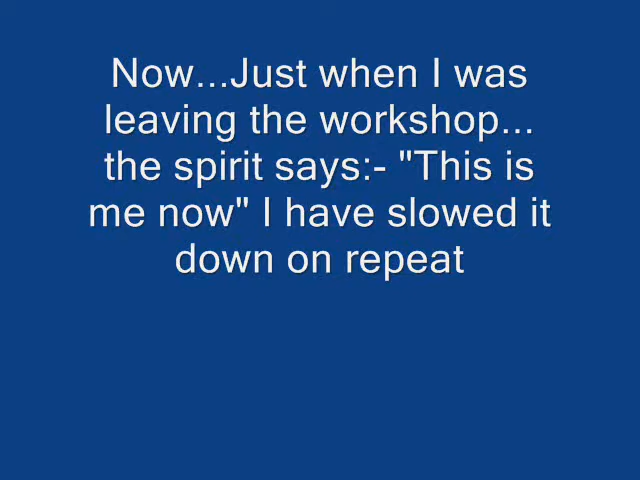 Now...Just when I was
leaving the workshop...
the spirit says:- "This is
me now" I have slowed it
down on repeat